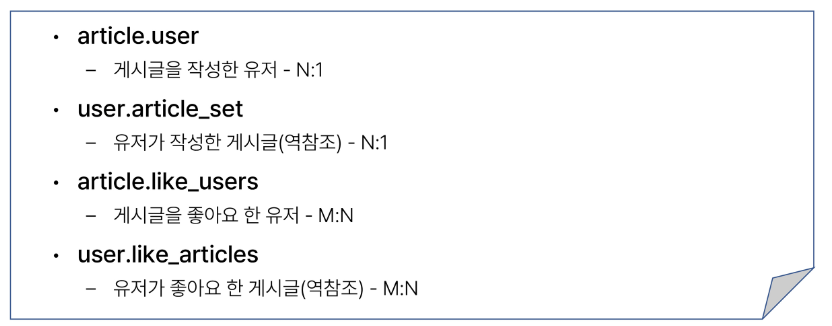 • article.user
– 게시글을 작성한 유저 - N:1
• user.article_set
– 유저가 작성한 게시글(역참조) - N:1
• article.like_users
– 게시글을 좋아요 한 유저 - M:N
• user.like_articles
– 유저가 좋아요 한 게시글(역참조) - M:N